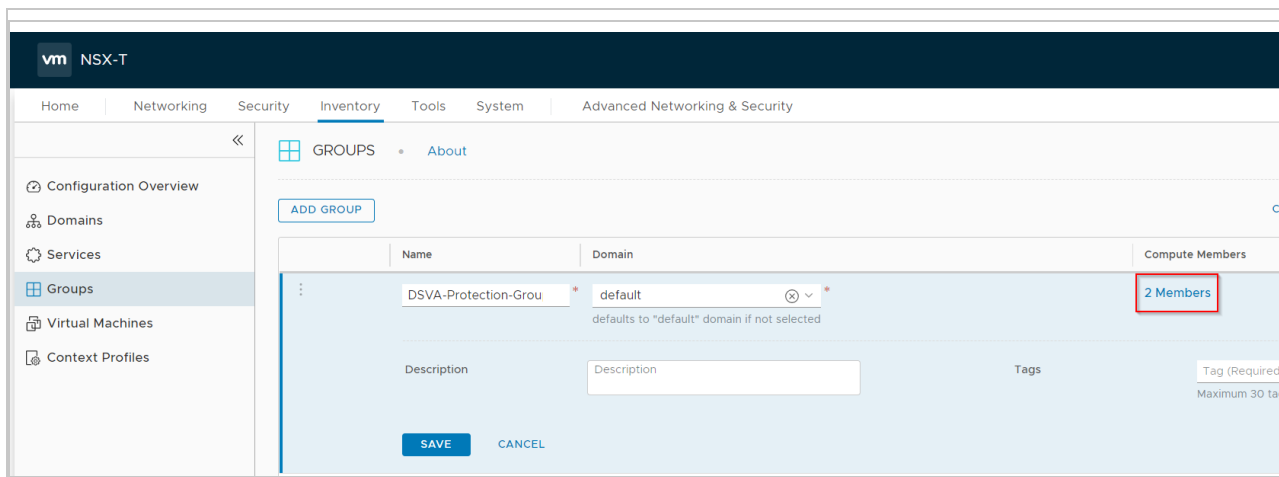 vm NSX-T
Home Networking Security Inventory Tools System Advanced Networking & Security
«
GROUPS • About
Configuration Overview
Domains
Services
Groups
Virtual Machines
Context Profiles
ADD GROUP
C
Name Domain Compute Members
DSVA-Protection-Grou * default * 2 Members
defaults to "default" domain if not selected
Description Description Tags Tag (Required
Maximum 30 ta
SAVE CANCEL